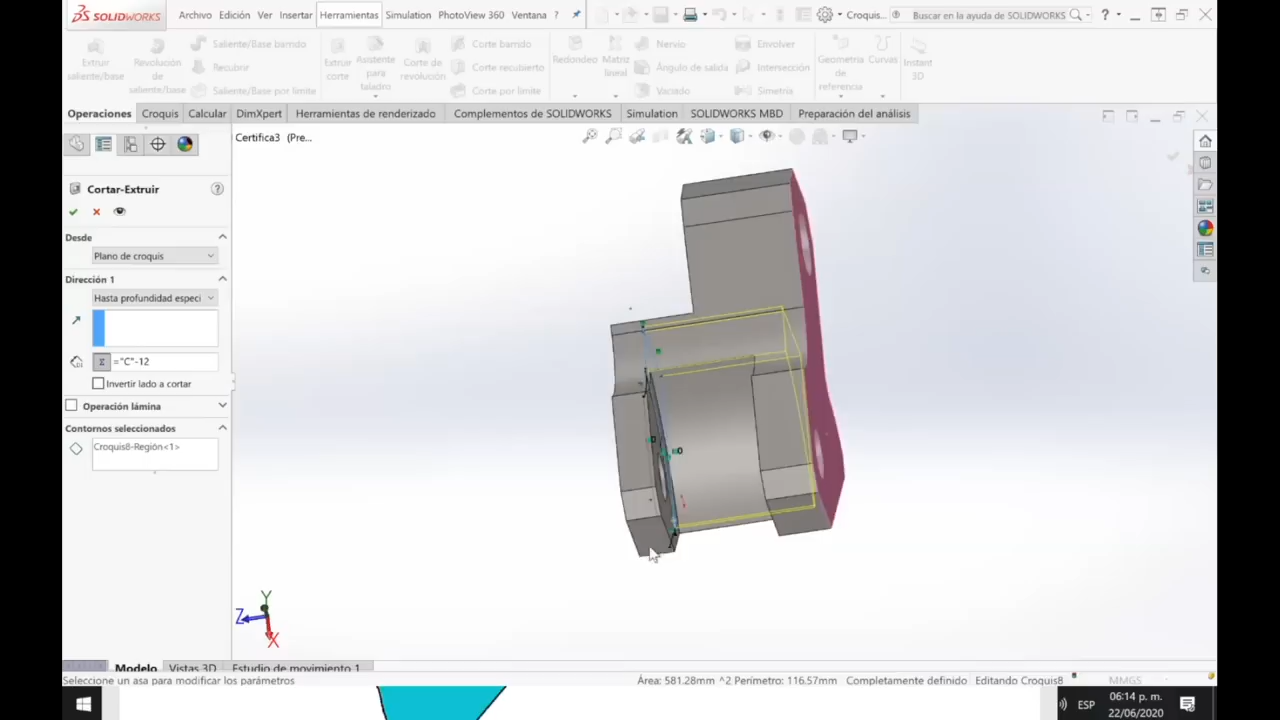 SOLIDWORKS Archivo Edición Ver Insertar Herramientas Simulation PhotoView 360 Ventana ? Croquis... Buscar en la ayuda de SOLIDWORKS ?
Extruir saliente/base
Revolución de saliente/base
Saliente/Base barrido
Recubrir
Saliente/Base por límite
Extruir corte
Asistente para taladro
Corte de revolución
Corte barrido
Corte recubierto
Corte por límite
Redondeo
Matriz lineal
Nervio
Ángulo de salida
Vaciado
Envolver
Intersección
Simetría
Geometría de referencia
Curvas
Instant 3D
Operaciones Croquis Calcular DimXpert Herramientas de renderizado Complementos de SOLIDWORKS Simulation SOLIDWORKS MBD Preparación del análisis
Certifica3 (Pre...
Cortar-Extruir ?
Desde
Plano de croquis
Dirección 1
Hasta profundidad especi
="C"-12
Invertir lado a cortar
Operación lámina
Contornos seleccionados
Croquis8-Región<1>
Y
Z
X
Modelo Vistas 3D Estudio de movimiento 1
Seleccione un asa para modificar los parámetros Área: 581.28mm ^2 Perímetro: 116.57mm Completamente definido Editando Croquis8 MMGS
ESP 06:14 p. m.
22/06/2020